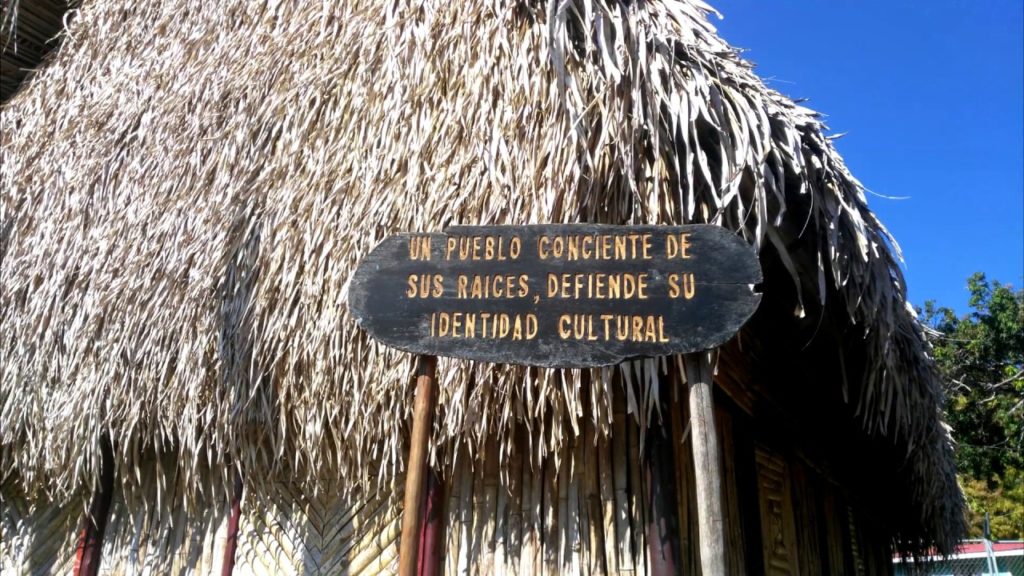 UN PUEBLO CONCIENTE DE
SUS RAICES, DEFIENDE SU
IDENTIDAD CULTURAL